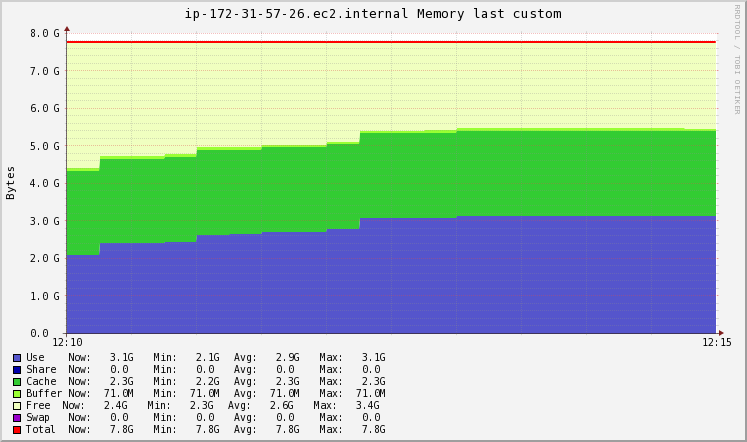 ip-172-31-57-26.ec2.internal Memory last custom
RRDTOOL / TOBI OETIKER
Bytes
8.0 G
7.0 G
6.0 G
5.0 G
4.0 G
3.0 G
2.0 G
1.0 G
0.0
12:10 12:15
Use Now: 3.1G Min: 2.1G Avg: 2.9G Max: 3.1G
Share Now: 0.0 Min: 0.0 Avg: 0.0 Max: 0.0
Cache Now: 2.3G Min: 2.2G Avg: 2.3G Max: 2.3G
Buffer Now: 71.0M Min: 71.0M Avg: 71.0M Max: 71.0M
Free Now: 2.4G Min: 2.3G Avg: 2.6G Max: 3.4G
Swap Now: 0.0 Min: 0.0 Avg: 0.0 Max: 0.0
Total Now: 7.8G Min: 7.8G Avg: 7.8G Max: 7.8G